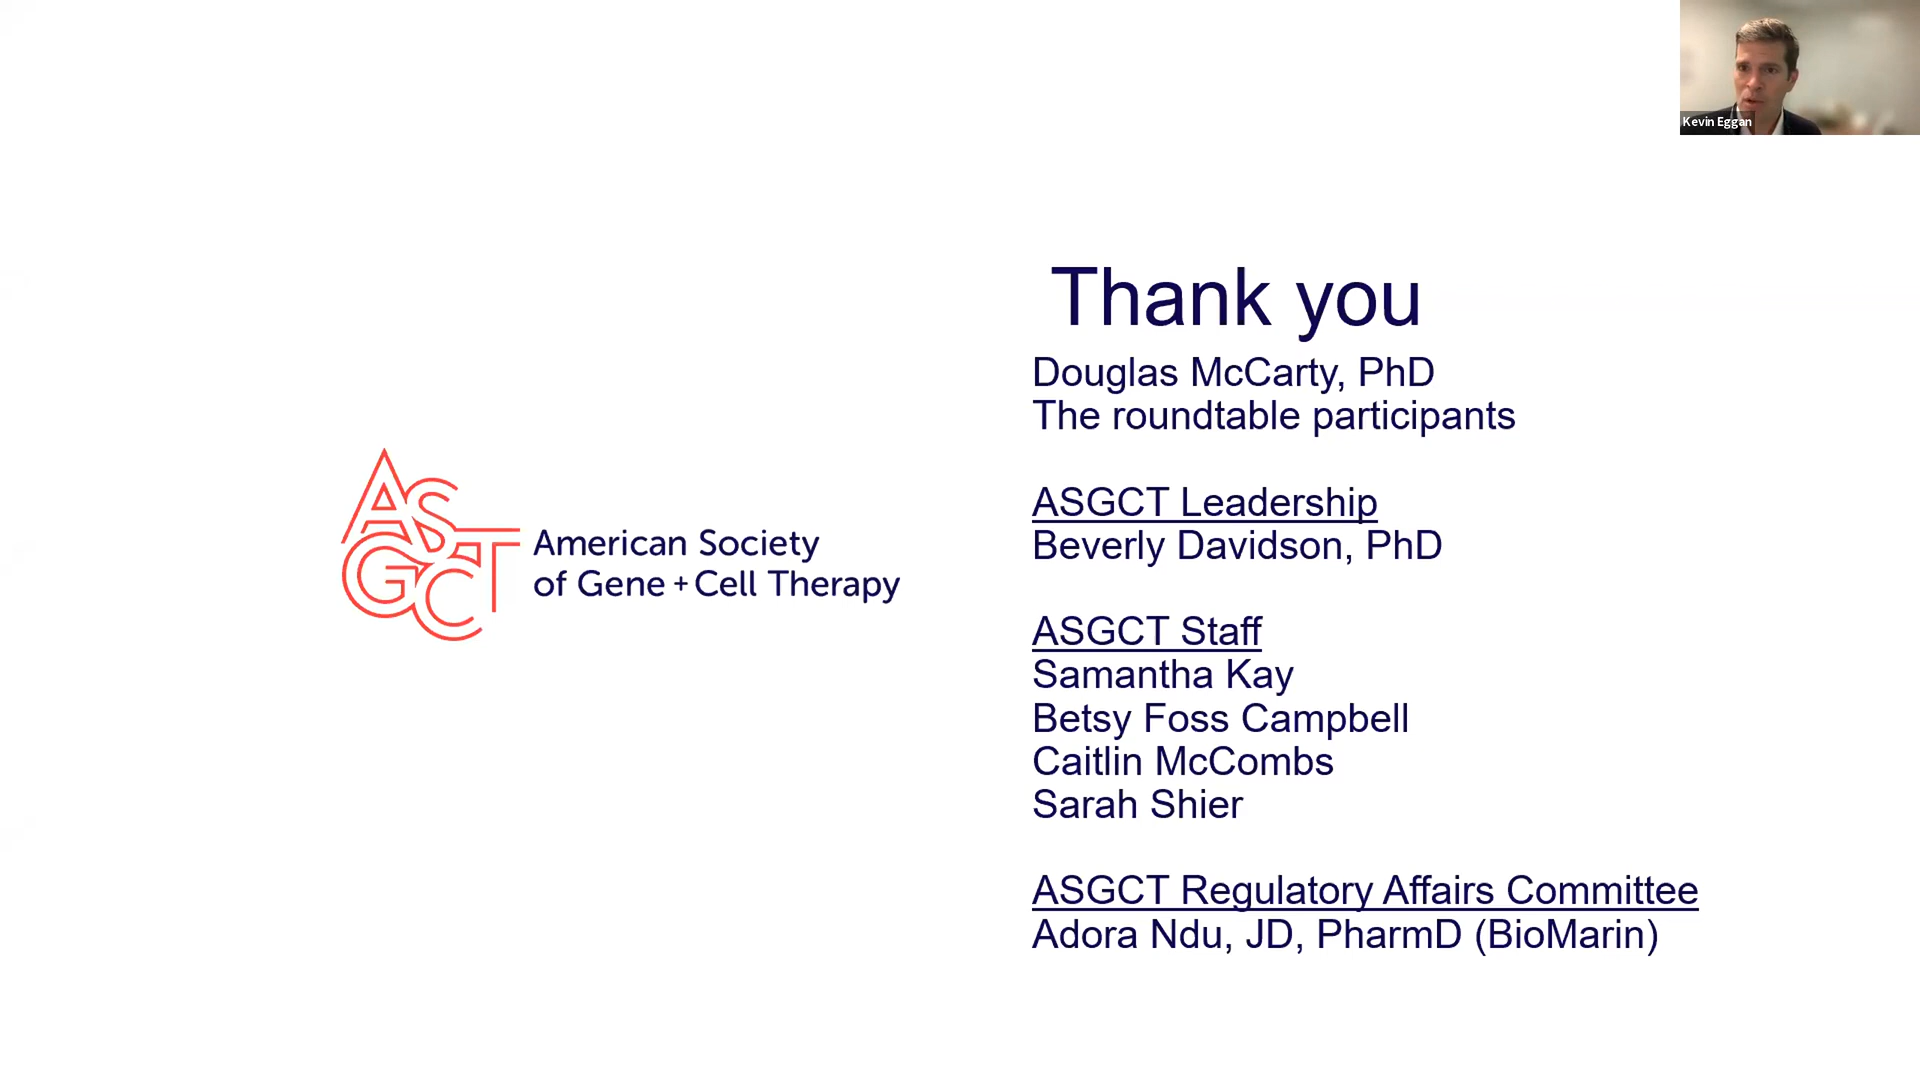 Kevin Eggan
Thank you
Douglas McCarty, PhD
The roundtable participants
ASGCT Leadership
Beverly Davidson, PhD
ASGCT Staff
Samantha Kay
Betsy Foss Campbell
Caitlin McCombs
Sarah Shier
ASGCT Regulatory Affairs Committee
Adora Ndu, JD, PharmD (BioMarin)
AS
GCT
American Society
of Gene + Cell Therapy